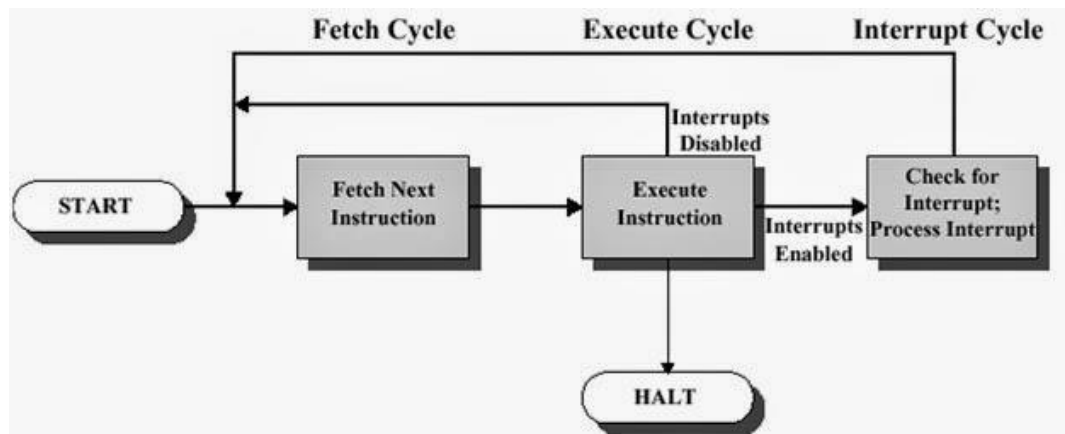 Fetch Cycle
Execute Cycle
Interrupt Cycle
Interrupts
Disabled
START
Fetch Next
Instruction
Execute
Instruction
Interrupts
Enabled
Check for
Interrupt;
Process Interrupt
HALT